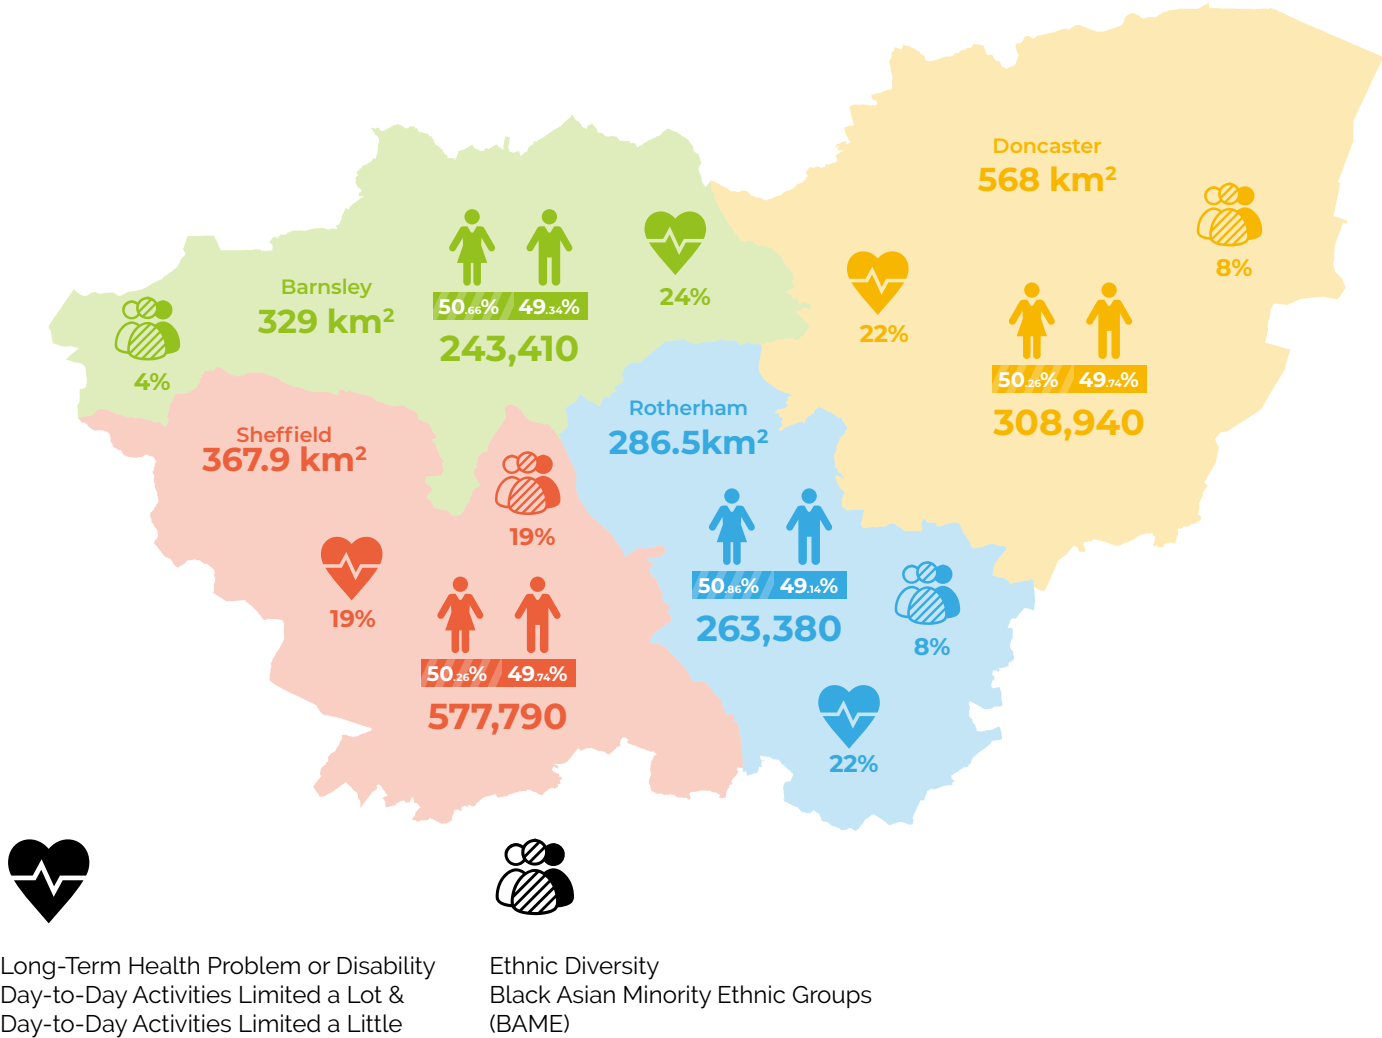 Doncaster
568 km²
8%
22%
50.26% 49.74%
308,940
Barnsley
329 km²
4%
50.66% 49.34%
243,410
24%
Sheffield
367.9 km²
19%
19%
50.26% 49.74%
577,790
Rotherham
286.5km²
50.86% 49.14%
263,380
8%
22%
Long-Term Health Problem or Disability
Day-to-Day Activities Limited a Lot &
Day-to-Day Activities Limited a Little
Ethnic Diversity
Black Asian Minority Ethnic Groups
(BAME)